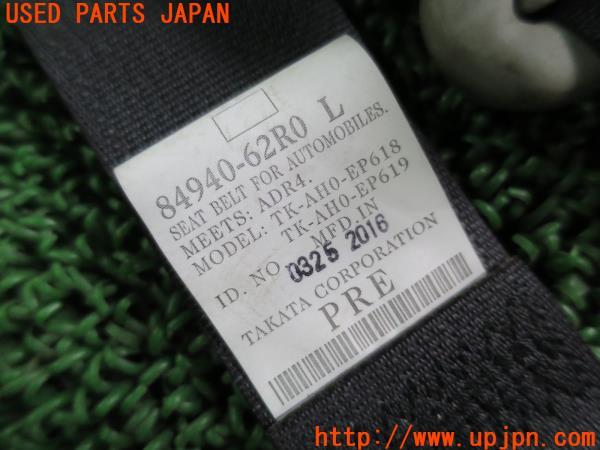 USED PARTS JAPAN
84940-62R0 L
SEAT BELT FOR AUTOMOBILES.
MEETS: ADR4.
MODEL: TK-AH0-EP618
TK-AH0-EP619
ID. NO. MFD. IN
0325 2016
TAKATA CORPORATION
PRE
UPJ http://www.upjpn.com